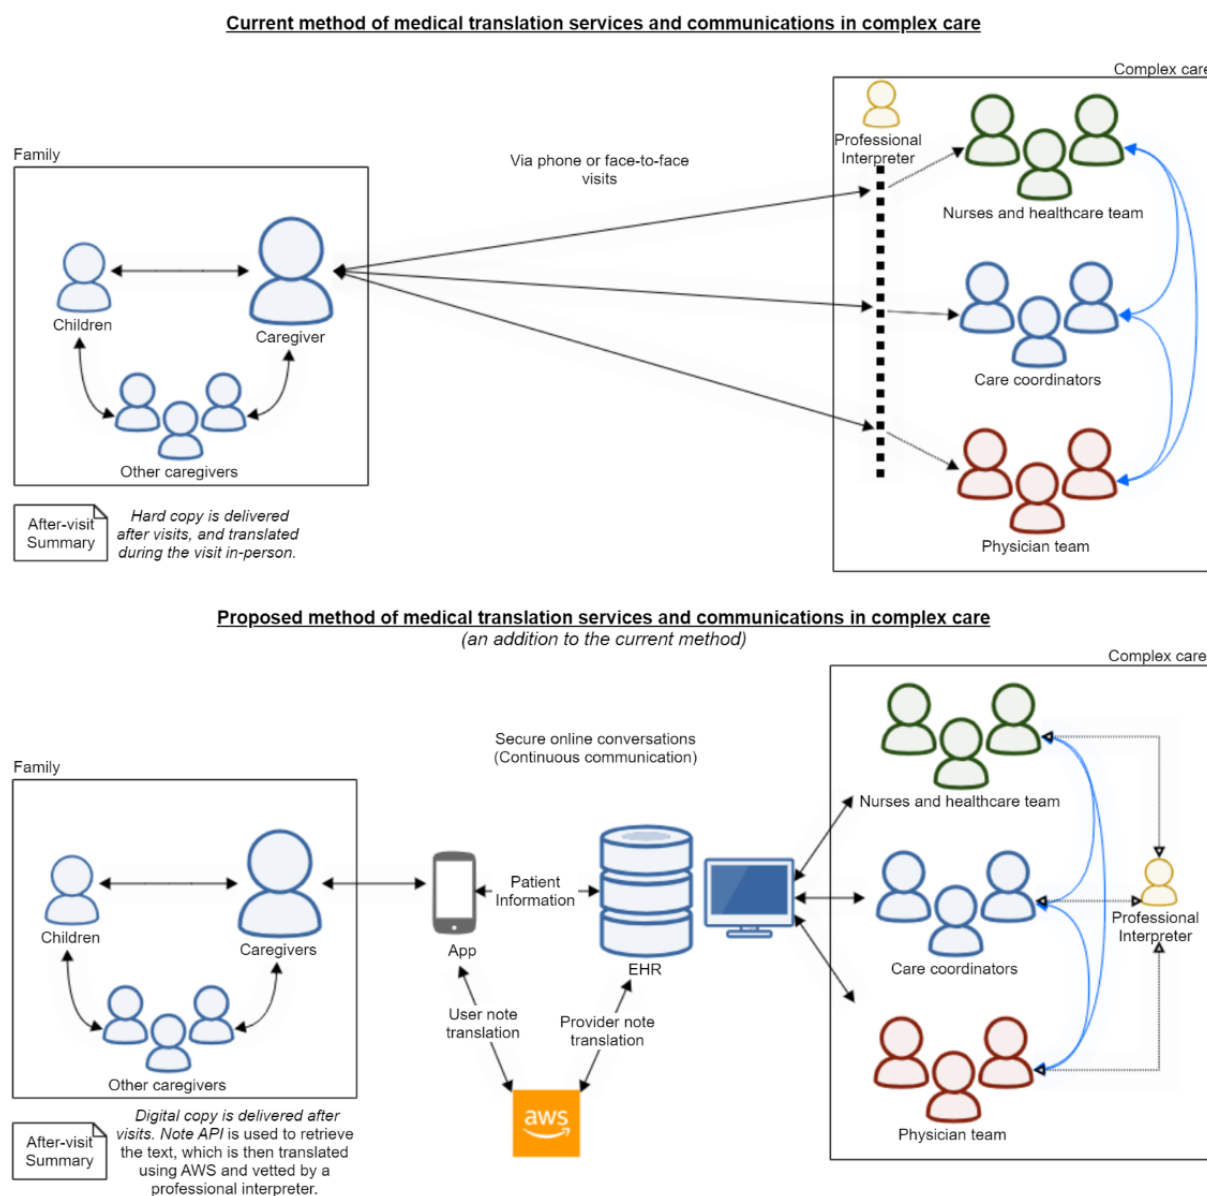 Current method of medical translation services and communications in complex care
Complex care
Professional
Interpreter
Family
Via phone or face-to-face
visits
Nurses and healthcare team
Children
Caregiver
Care coordinators
Other caregivers
After-visit
Summary
Hard copy is delivered
after visits, and translated
during the visit in-person.
Physician team
Proposed method of medical translation services and communications in complex care
(an addition to the current method)
Complex care
Secure online conversations
(Continuous communication)
Family
Nurses and healthcare team
Patient
Information
Children
Caregivers
App
EHR
Care coordinators
Professional
Interpreter
User note
translation
Provider note
translation
Other caregivers
aws
After-visit
Summary
Digital copy is delivered after
visits. Note API is used to retrieve
the text, which is then translated
using AWS and vetted by a
professional interpreter.
Physician team